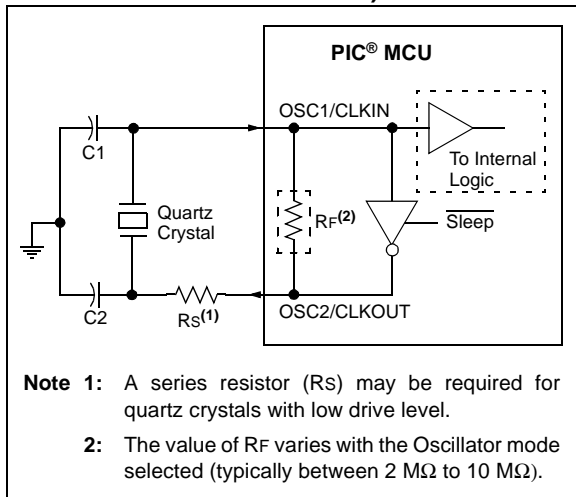 PIC® MCU
OSC1/CLKIN
C1
To Internal
Logic
Quartz
Crystal
RF(2)
Sleep
C2
RS(1)
OSC2/CLKOUT
Note 1: A series resistor (RS) may be required for
quartz crystals with low drive level.
2: The value of RF varies with the Oscillator mode
selected (typically between 2 MΩ to 10 MΩ).